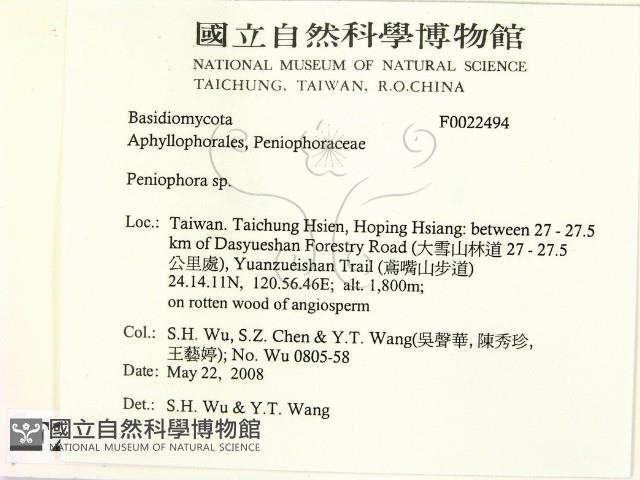 國立自然科學博物館
NATIONAL MUSEUM OF NATURAL SCIENCE
TAICHUNG, TAIWAN, R.O.CHINA
Basidiomycota F0022494
Aphyllophorales, Peniophoraceae
Peniophora sp.
Loc.: Taiwan. Taichung Hsien, Hoping Hsiang: between 27 - 27.5
km of Dasyueshan Forestry Road (大雪山林道 27 - 27.5
公里處), Yuanzueishan Trail (鳶嘴山步道)
24.14.11N, 120.56.46E; alt. 1,800m;
on rotten wood of angiosperm
Col.: S.H. Wu, S.Z. Chen & Y.T. Wang(吳聲華, 陳秀珍,
王藝婷); No. Wu 0805-58
Date: May 22, 2008
Det.: S.H. Wu & Y.T. Wang
國立自然科學博物館
NATIONAL MUSEUM OF NATURAL SCIENCE